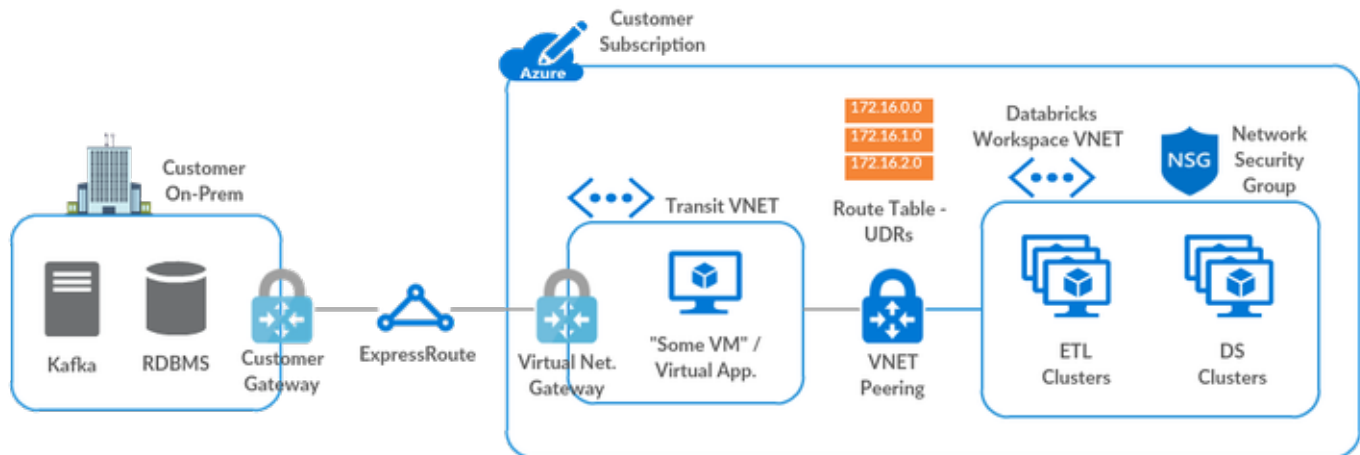 Customer
Subscription
Azure
Customer
On-Prem
Kafka
RDBMS
Customer
Gateway
ExpressRoute
Virtual Net.
Gateway
Transit VNET
"Some VM" /
Virtual App.
172.16.0.0
172.16.1.0
172.16.2.0
Route Table -
UDRs
VNET
Peering
Databricks
Workspace VNET
NSG
Network
Security
Group
ETL
Clusters
DS
Clusters